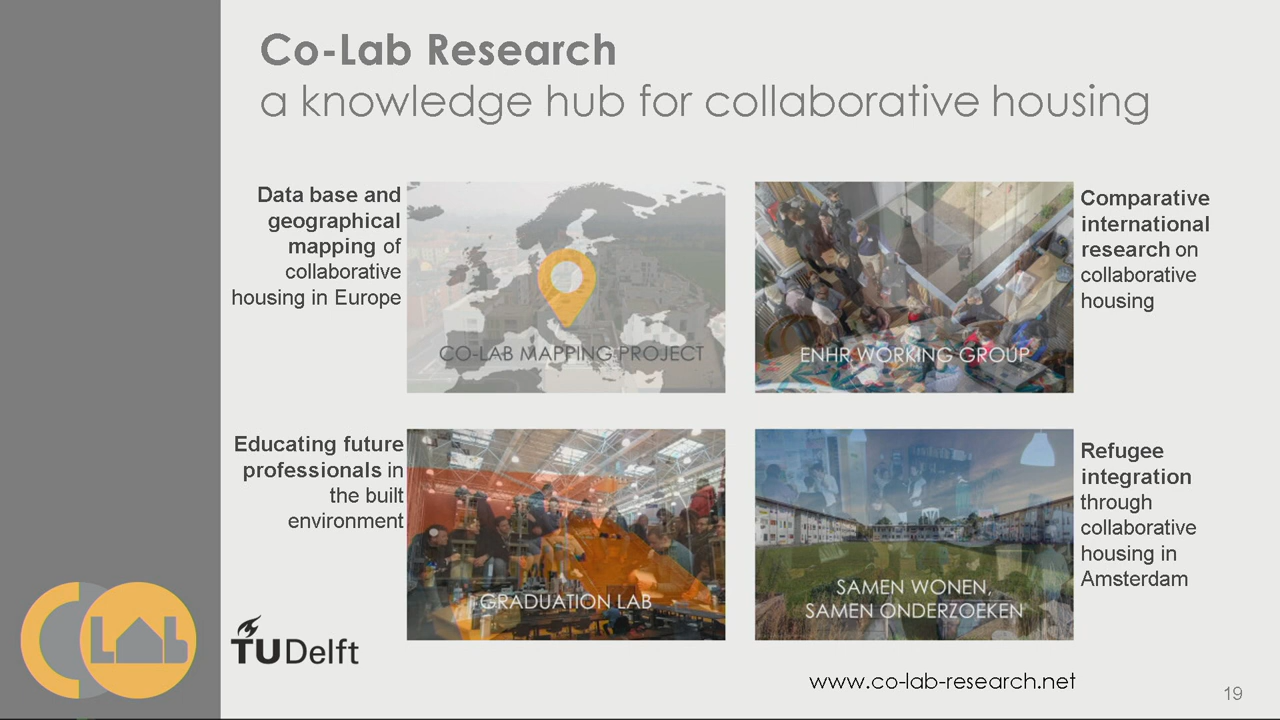 Co-Lab Research
a knowledge hub for collaborative housing
Data base and
geographical
mapping of
collaborative
housing in Europe
CO-LAB MAPPING PROJECT
ENHR WORKING GROUP
Comparative
international
research on
collaborative
housing
Educating future
professionals in
the built
environment
GRADUATION LAB
SAMEN WONEN,
SAMEN ONDERZOEKEN
Refugee
integration
through
collaborative
housing in
Amsterdam
CO LAB
TUDelft
www.co-lab-research.net
19